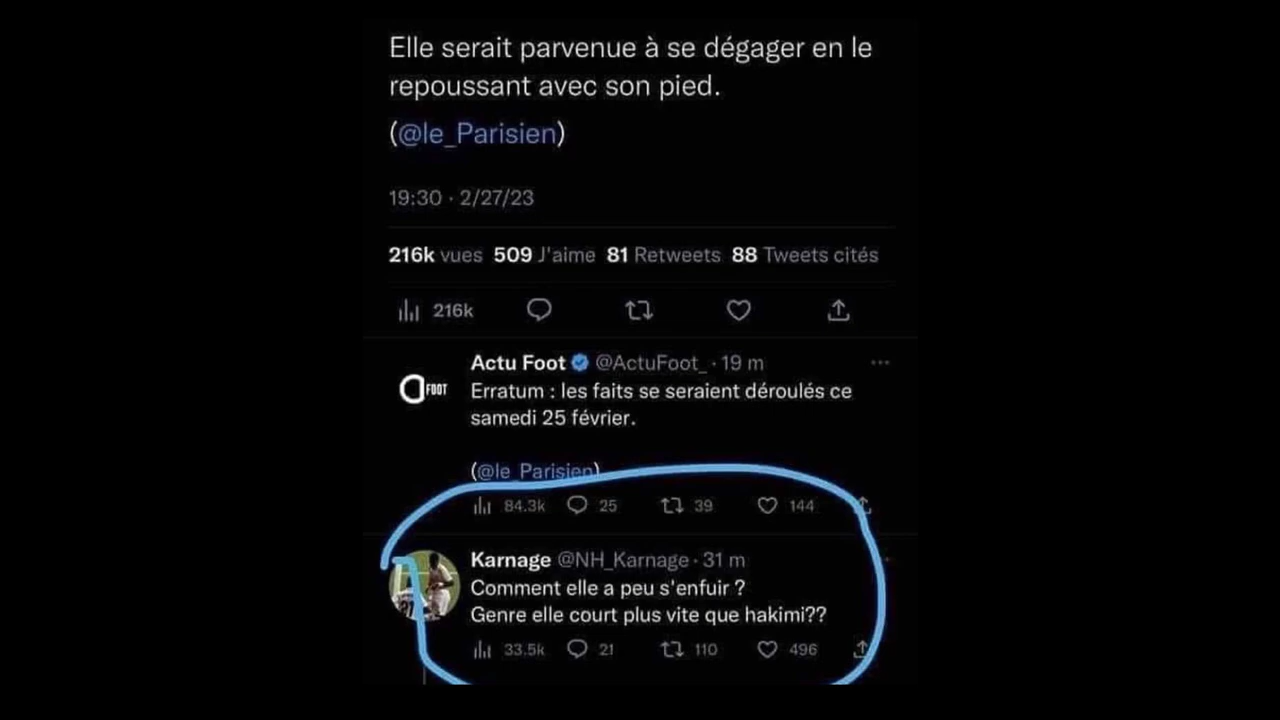 Elle serait parvenue à se dégager en le
repoussant avec son pied.
(@le_Parisien)
19:30 · 2/27/23
216k vues 509 J'aime 81 Retweets 88 Tweets cités
216k
FOOT
Actu Foot @ActuFoot_ · 19 m
Erratum : les faits se seraient déroulés ce
samedi 25 février.
(@le_Parisien)
84.3k 25 39 144
Karnage @NH_Karnage · 31 m
Comment elle a peu s'enfuir ?
Genre elle court plus vite que hakimi??
33.5k 21 110 496